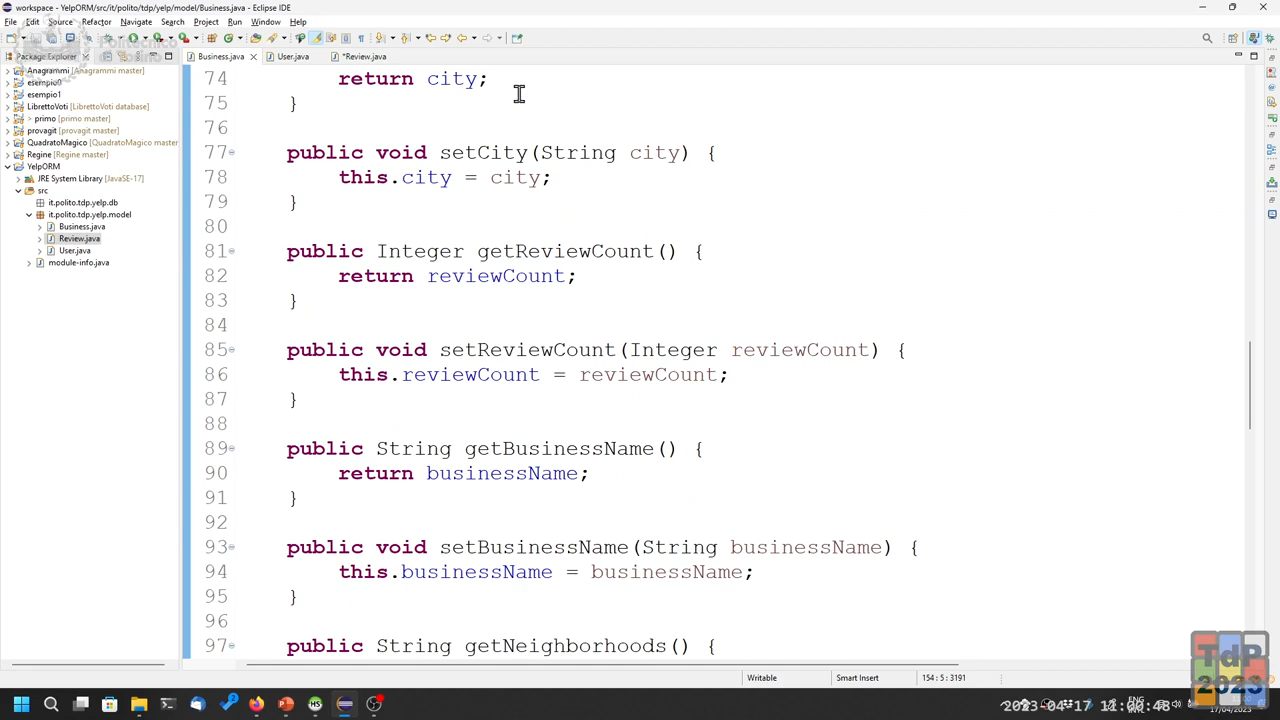 workspace - YelpORM/src/it/polito/tdp/yelp/model/Business.java - Eclipse IDE
File Edit Source Refactor Navigate Search Project Run Window Help
Politecnico
Package Explorer
Business.java
User.java
*Review.java
Anagrammi [Anagrammi master]
esempio0
esempio1
LibrettoVoti [LibrettoVoti database]
> primo [primo master]
provagit [provagit master]
QuadratoMagico [QuadratoMagico master
Regine [Regine master]
YelpORM
JRE System Library [JavaSE-17]
src
it.polito.tdp.yelp.db
it.polito.tdp.yelp.model
Business.java
Review.java
User.java
module-info.java
74 return city;
75 }
76
77 public void setCity(String city) {
78 this.city = city;
79 }
80
81 public Integer getReviewCount() {
82 return reviewCount;
83 }
84
85 public void setReviewCount(Integer reviewCount) {
86 this.reviewCount = reviewCount;
87 }
88
89 public String getBusinessName() {
90 return businessName;
91 }
92
93 public void setBusinessName(String businessName) {
94 this.businessName = businessName;
95 }
96
97 public String getNeighborhoods() {
Writable
Smart Insert
154 : 5 : 3191
TdP
2023
ENG
17/04/2023